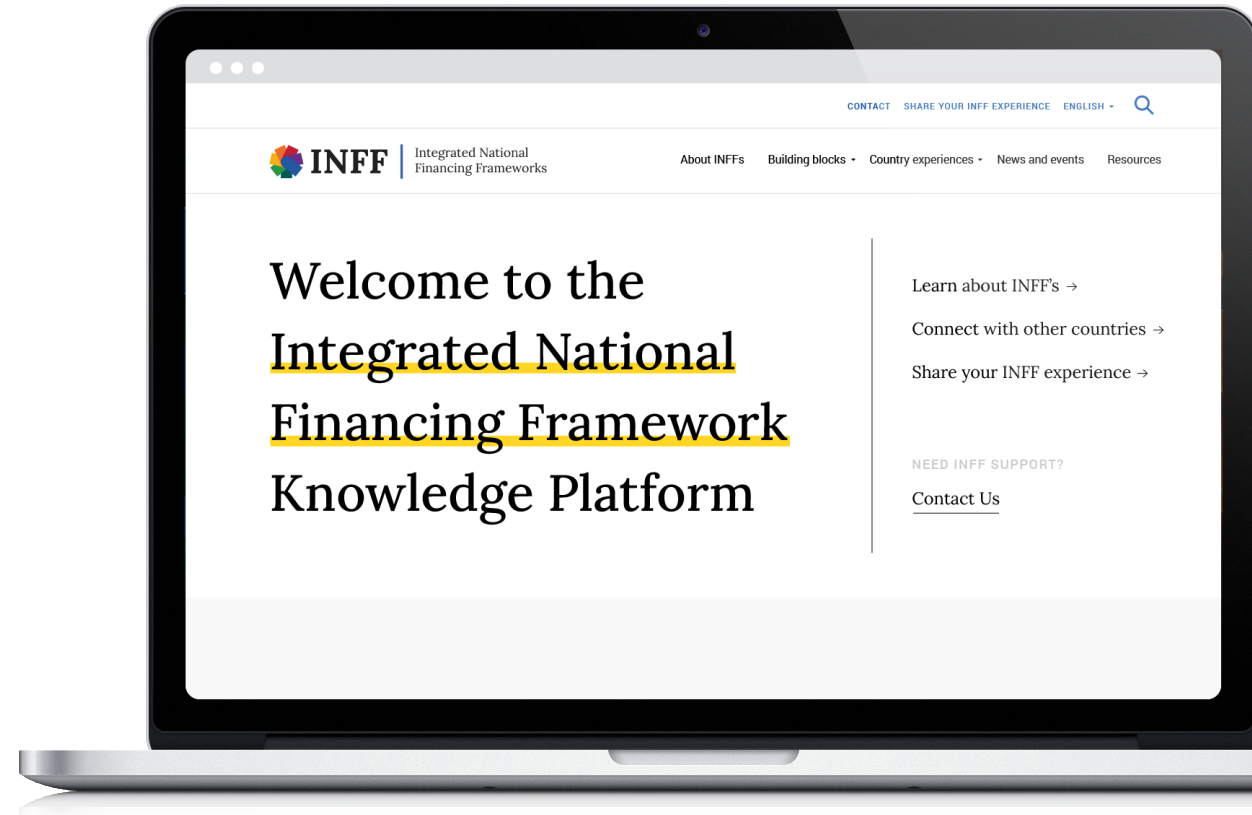 CONTACT SHARE YOUR INFF EXPERIENCE ENGLISH
INFF
Integrated National
Financing Frameworks
About INFFs Building blocks Country experiences News and events Resources
Welcome to the
Integrated National
Financing Framework
Knowledge Platform
Learn about INFF's →
Connect with other countries →
Share your INFF experience →
NEED INFF SUPPORT?
Contact Us